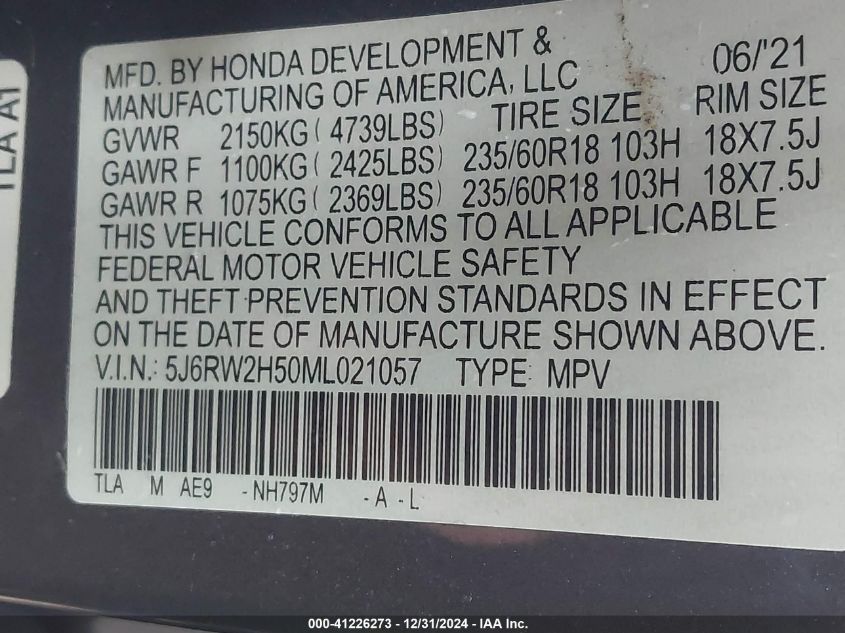 TLA A1
MFD. BY HONDA DEVELOPMENT & 06/'21
MANUFACTURING OF AMERICA, LLC TIRE SIZE RIM SIZE
GVWR 2150KG ( 4739LBS)
GAWR F 1100KG ( 2425LBS) 235/60R18 103H 18X7.5J
GAWR R 1075KG ( 2369LBS) 235/60R18 103H 18X7.5J
THIS VEHICLE CONFORMS TO ALL APPLICABLE
FEDERAL MOTOR VEHICLE SAFETY
AND THEFT PREVENTION STANDARDS IN EFFECT
ON THE DATE OF MANUFACTURE SHOWN ABOVE.
V.I.N.: 5J6RW2H50ML021057 TYPE: MPV
TLA M AE9 -NH797M -A -L
000-41226273 - 12/31/2024 - IAA Inc.